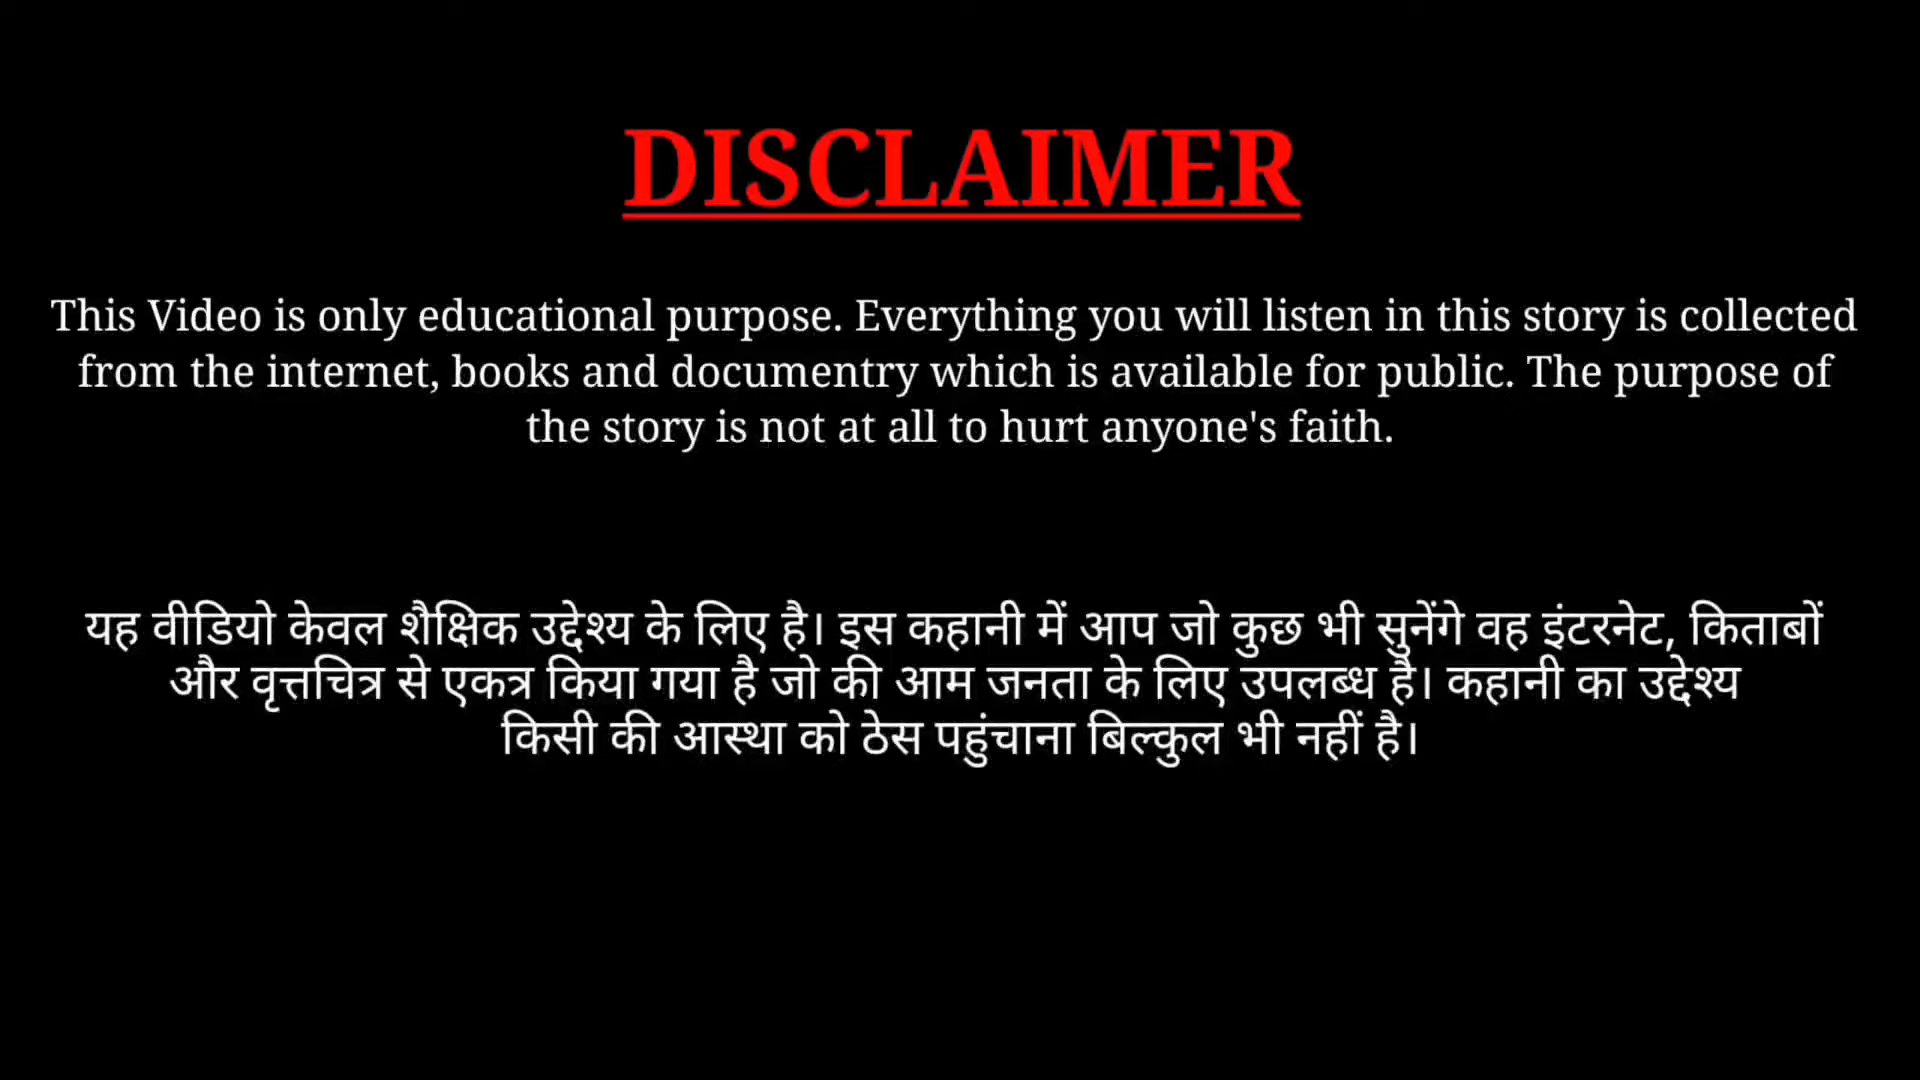 DISCLAIMER
This Video is only educational purpose. Everything you will listen in this story is collected
from the internet, books and documentry which is available for public. The purpose of
the story is not at all to hurt anyone's faith.
यह वीडियो केवल शैक्षिक उद्देश्य के लिए है। इस कहानी में आप जो कुछ भी सुनेंगे वह इंटरनेट, किताबों
और वृत्तचित्र से एकत्र किया गया है जो की आम जनता के लिए उपलब्ध है। कहानी का उद्देश्य
किसी की आस्था को ठेस पहुंचाना बिल्कुल भी नहीं है।